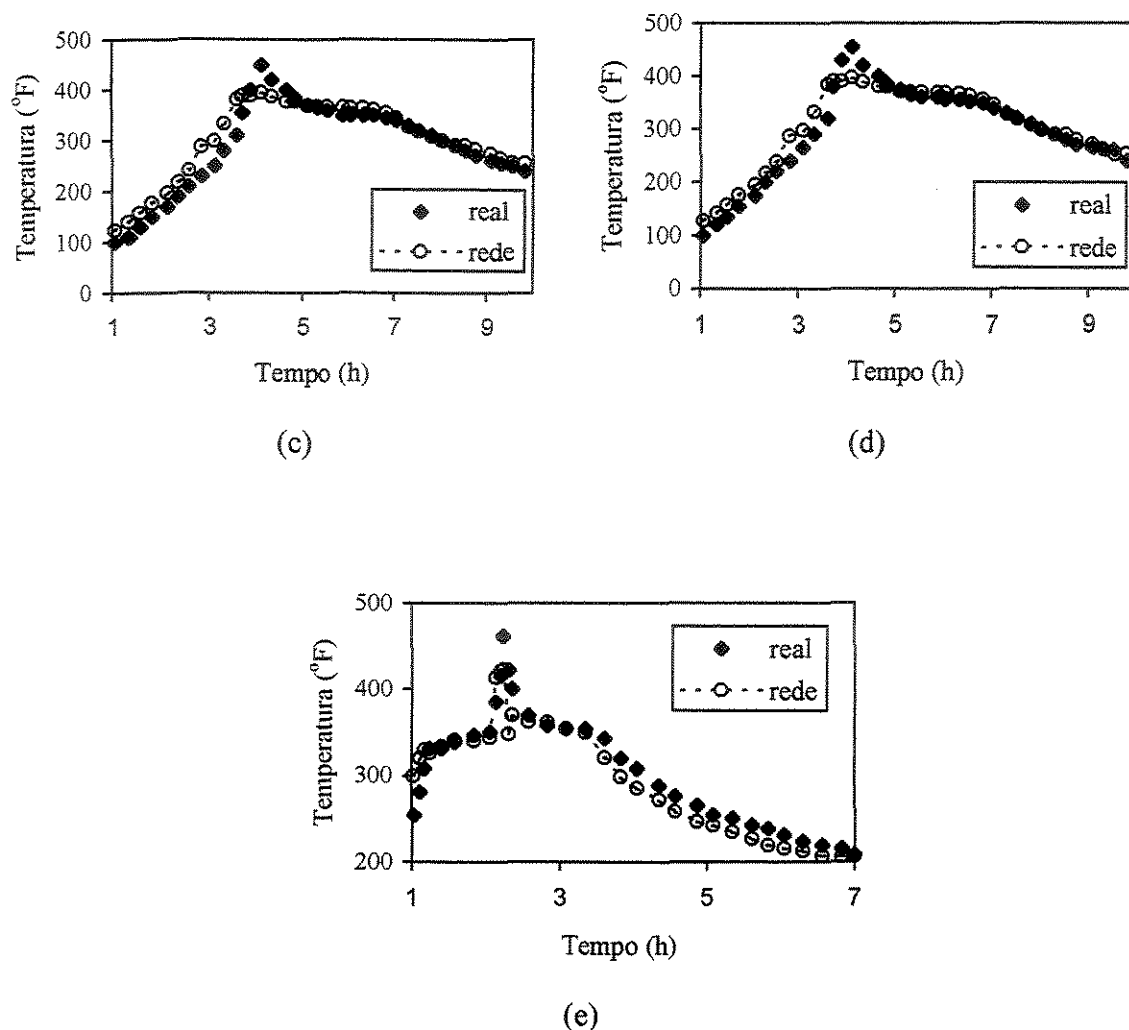 500
400
300
200
100
0
Temperatura (°F)
real
rede
1 3 5 7 9
Tempo (h)
(c)
500
400
300
200
100
0
Temperatura (°F)
real
rede
1 3 5 7 9
Tempo (h)
(d)
500
400
300
200
Temperatura (°F)
real
rede
1 3 5 7
Tempo (h)
(e)